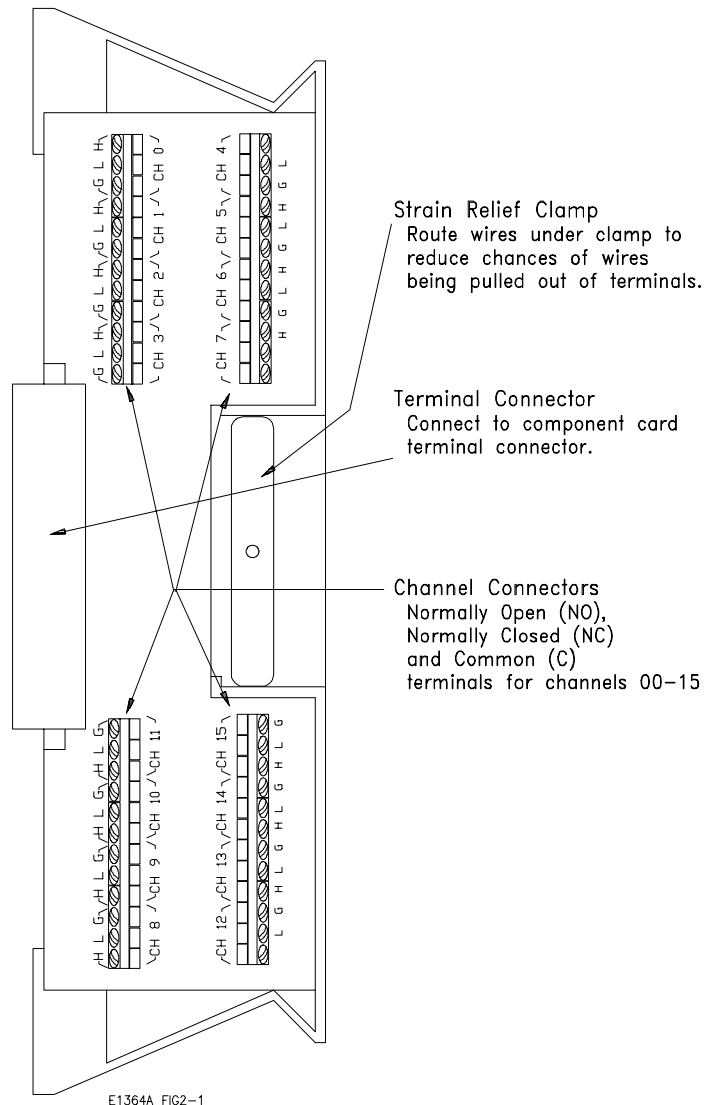 G L H G L H G L H G L H
CH 3 CH 2 CH 1 CH 0
CH 7 CH 6 CH 5 CH 4
H G L H G L H G L
Strain Relief Clamp
Route wires under clamp to
reduce chances of wires
being pulled out of terminals.
Terminal Connector
Connect to component card
terminal connector.
Channel Connectors
Normally Open (NO),
Normally Closed (NC)
and Common (C)
terminals for channels 00-15
H L G H L G H L G H L G
CH 8 CH 9 CH 10 CH 11
CH 12 CH 13 CH 14 CH 15
L G H L G H L G H L G
E1364A FIG2-1